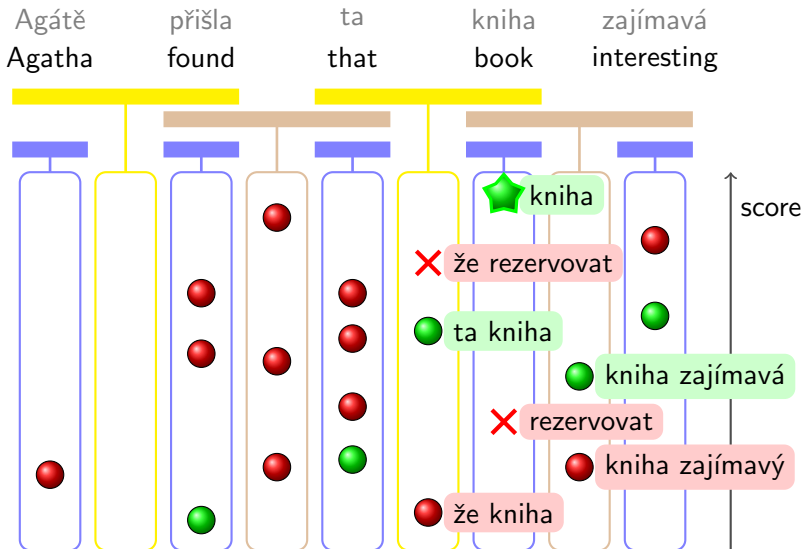 Agátě přišla ta kniha zajímavá
Agatha found that book interesting
kniha
score
že rezervovat
ta kniha
kniha zajímavá
rezervovat
kniha zajímavý
že kniha